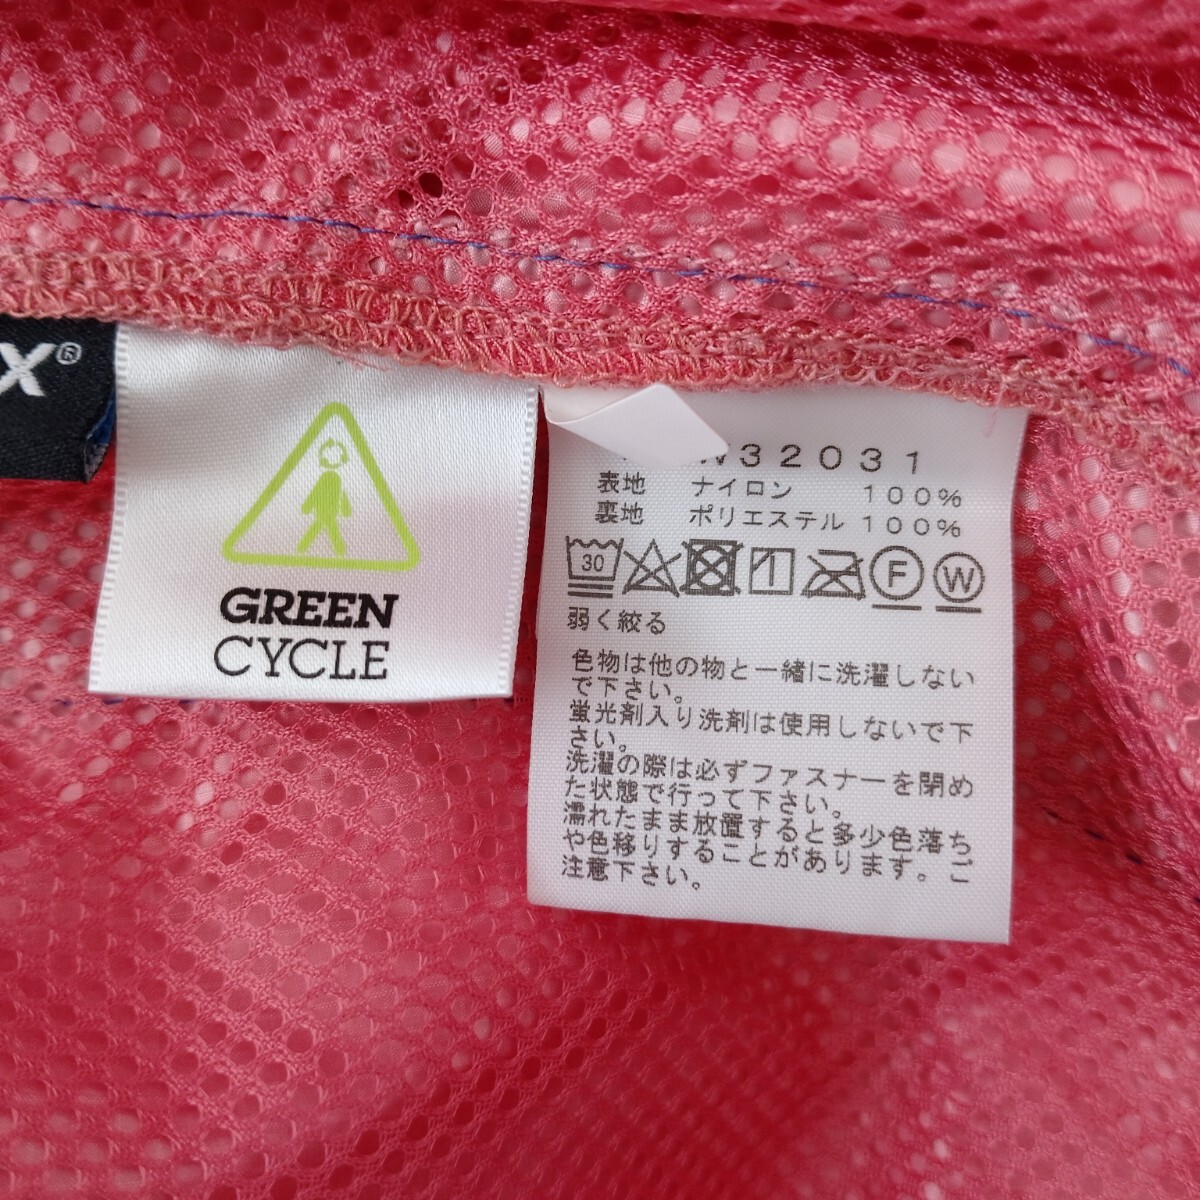 X®
GREEN
CYCLE
W32031
表地 ナイロン 100%
裏地 ポリエステル 100%
30 F W
弱く絞る
色物は他の物と一緒に洗濯しない
で下さい。
蛍光剤入り洗剤は使用しないで下
さい。
洗濯の際は必ずファスナーを閉め
た状態で行って下さい。
濡れたまま放置すると多少色落ち
や色移りすることがあります。ご
注意下さい。